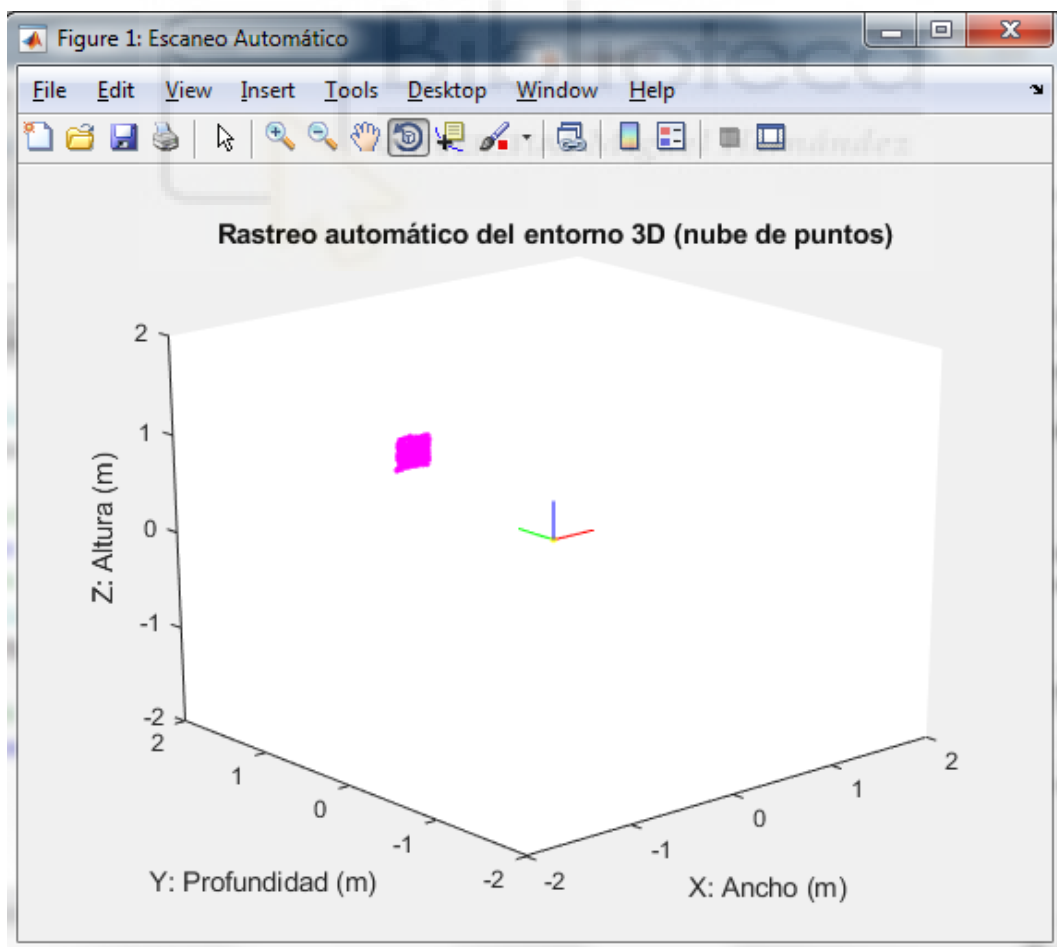 Figure 1: Escaneo Automático
Biblioteca
File Edit View Insert Tools Desktop Window Help
Rastreo automático del entorno 3D (nube de puntos)
2
1
0
-1
-2
Z: Altura (m)
2
1
0
-1
-2
Y: Profundidad (m)
-2
-1
0
1
2
X: Ancho (m)